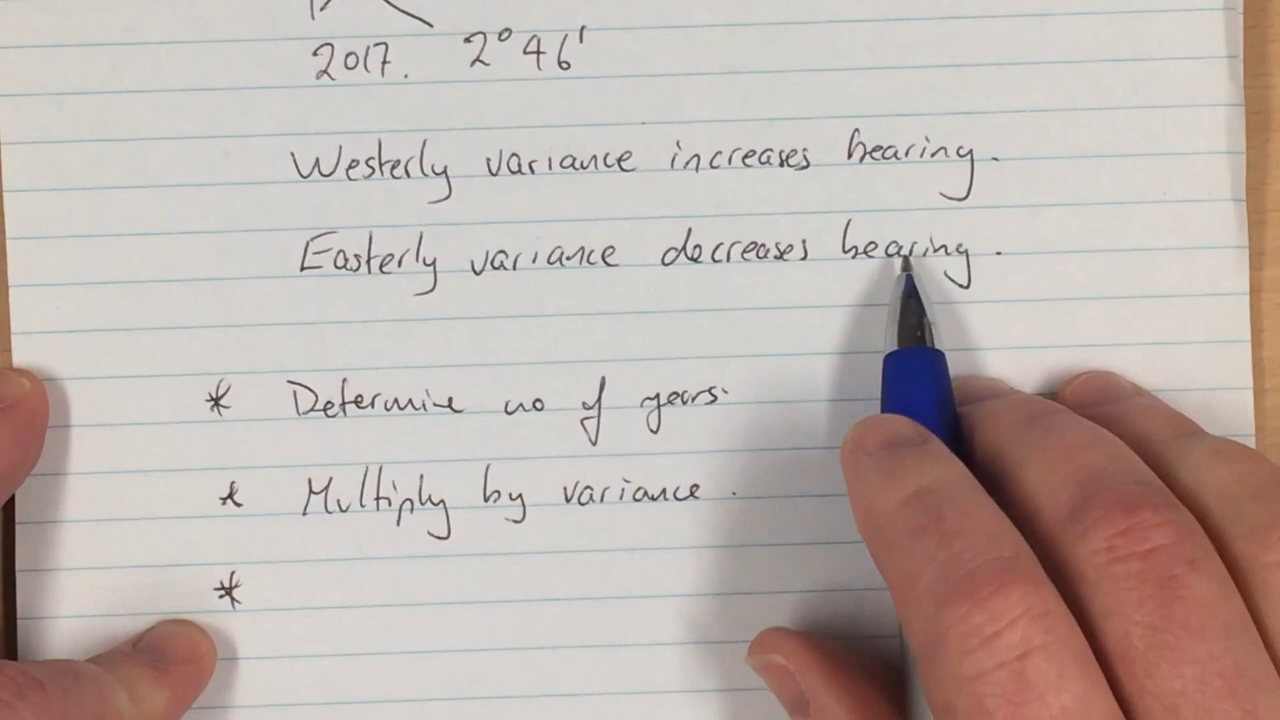 2017. 2°46'
Westerly variance increases bearing.
Easterly variance decreases bearing.
* Determine no of years.
* Multiply by variance.
*